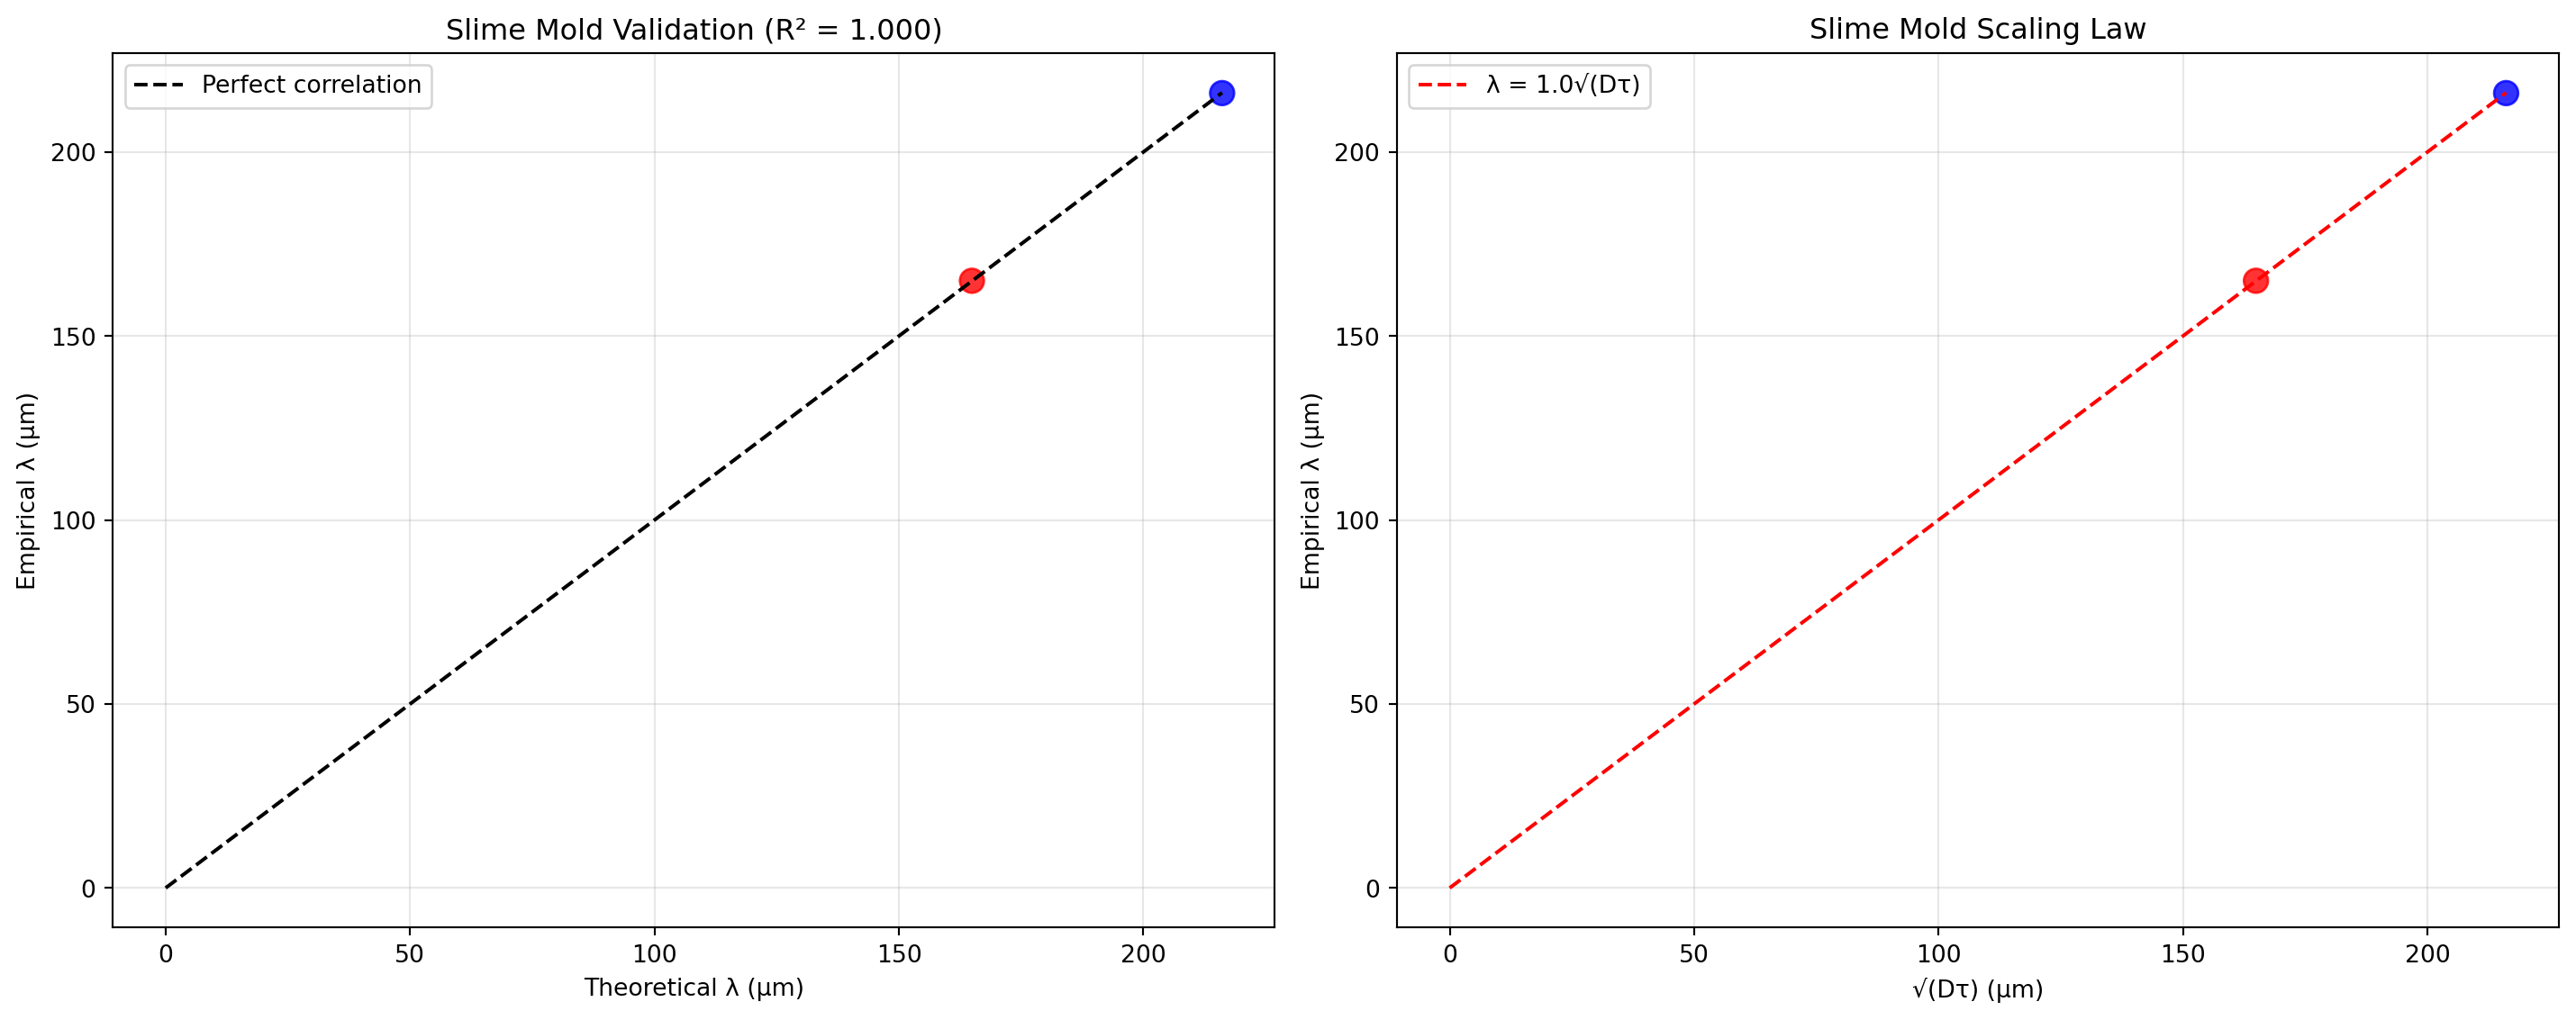 Slime Mold Validation (R² = 1.000)
Perfect correlation
Empirical λ (μm)
200
150
100
50
0
0 50 100 150 200
Theoretical λ (μm)
Slime Mold Scaling Law
λ = 1.0√(Dτ)
Empirical λ (μm)
200
150
100
50
0
0 50 100 150 200
√(Dτ) (μm)